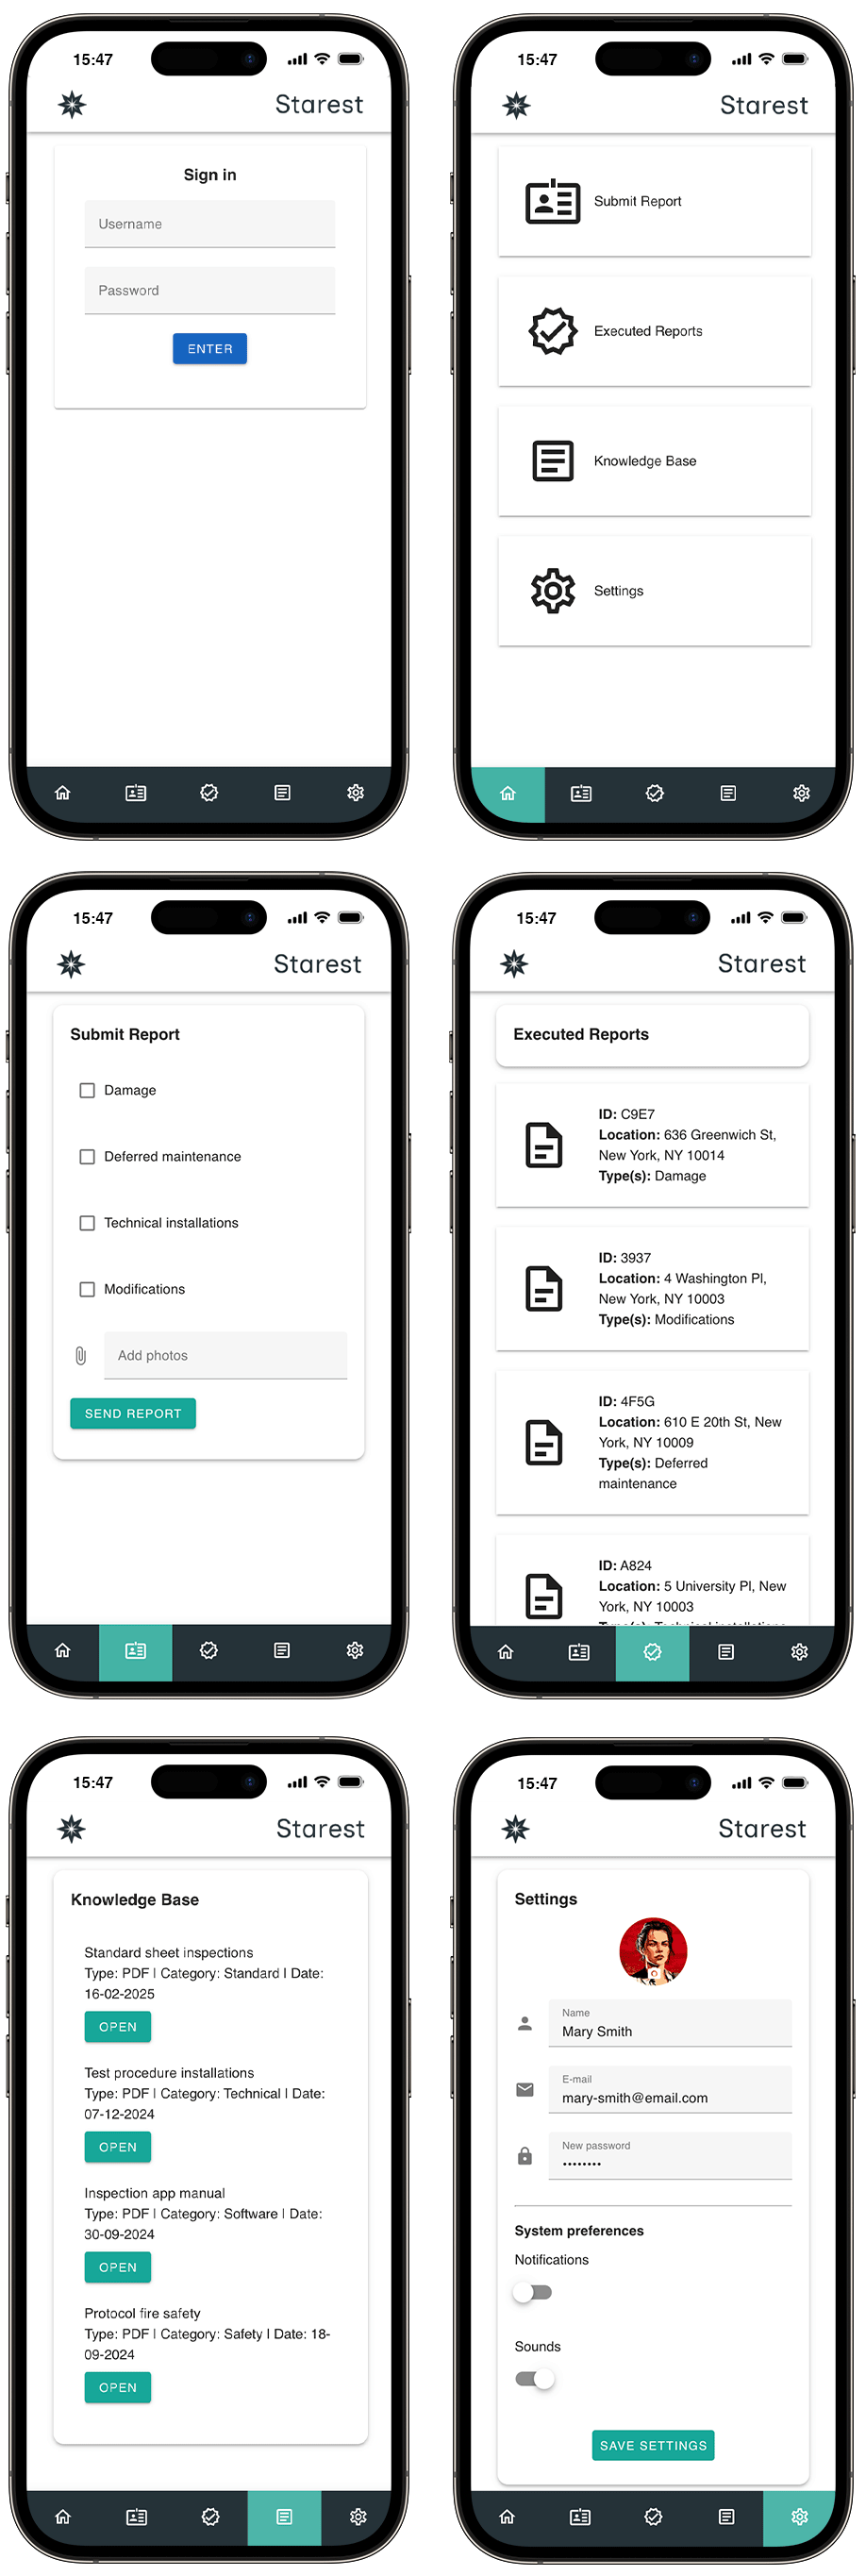 15:47
Starest
Sign in
Username
Password
ENTER
15:47
Starest
Submit Report
Executed Reports
Knowledge Base
Settings
15:47
Starest
Submit Report
Damage
Deferred maintenance
Technical installations
Modifications
Add photos
SEND REPORT
15:47
Starest
Executed Reports
ID: C9E7
Location: 636 Greenwich St,
New York, NY 10014
Type(s): Damage
ID: 3937
Location: 4 Washington Pl,
New York, NY 10003
Type(s): Modifications
ID: 4F5G
Location: 610 E 20th St, New
York, NY 10009
Type(s): Deferred
maintenance
ID: A824
Location: 5 University Pl, New
York, NY 10003
Type(s): Technical installations
15:47
Starest
Knowledge Base
Standard sheet inspections
Type: PDF | Category: Standard | Date:
16-02-2025
OPEN
Test procedure installations
Type: PDF | Category: Technical | Date:
07-12-2024
OPEN
Inspection app manual
Type: PDF | Category: Software | Date:
30-09-2024
OPEN
Protocol fire safety
Type: PDF | Category: Safety | Date: 18-
09-2024
OPEN
15:47
Starest
Settings
Name
Mary Smith
E-mail
mary-smith@email.com
New password
••••••••
System preferences
Notifications
Sounds
SAVE SETTINGS